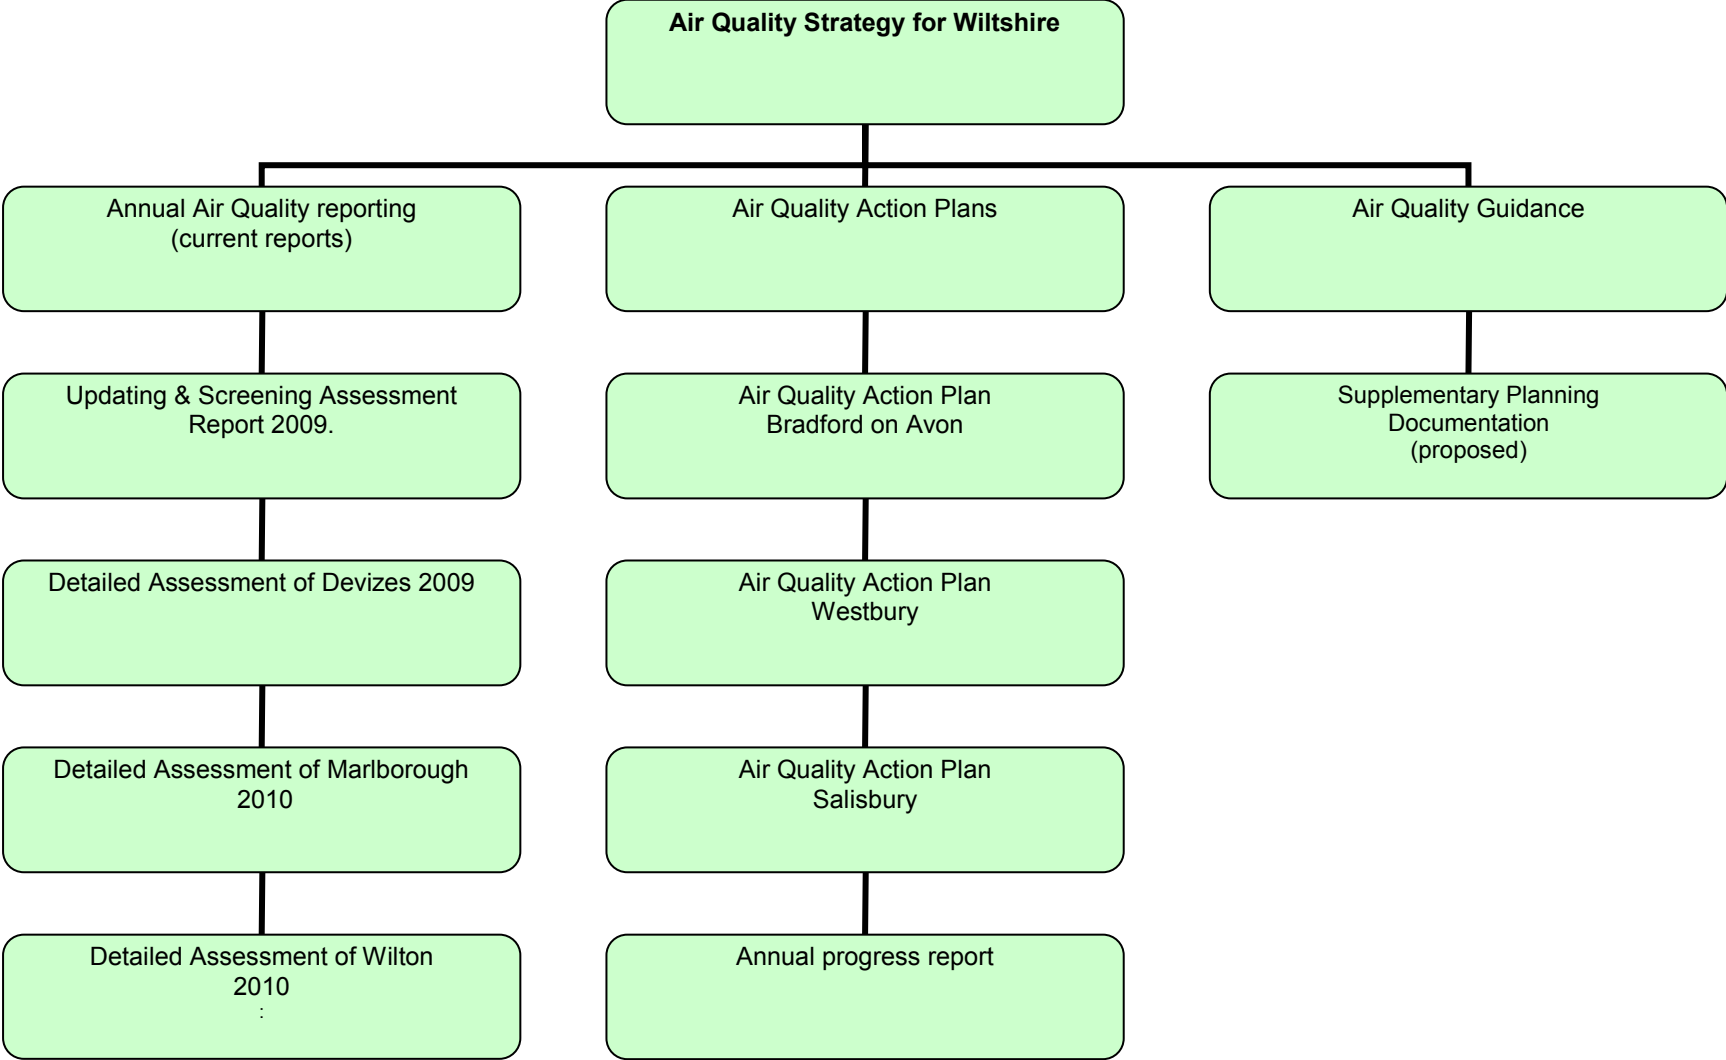 Air Quality Strategy for Wiltshire
Annual Air Quality reporting
(current reports)
Air Quality Action Plans
Air Quality Guidance
Updating & Screening Assessment
Report 2009.
Air Quality Action Plan
Bradford on Avon
Supplementary Planning
Documentation
(proposed)
Detailed Assessment of Devizes 2009
Air Quality Action Plan
Westbury
Detailed Assessment of Marlborough
2010
Air Quality Action Plan
Salisbury
Detailed Assessment of Wilton
2010
:
Annual progress report